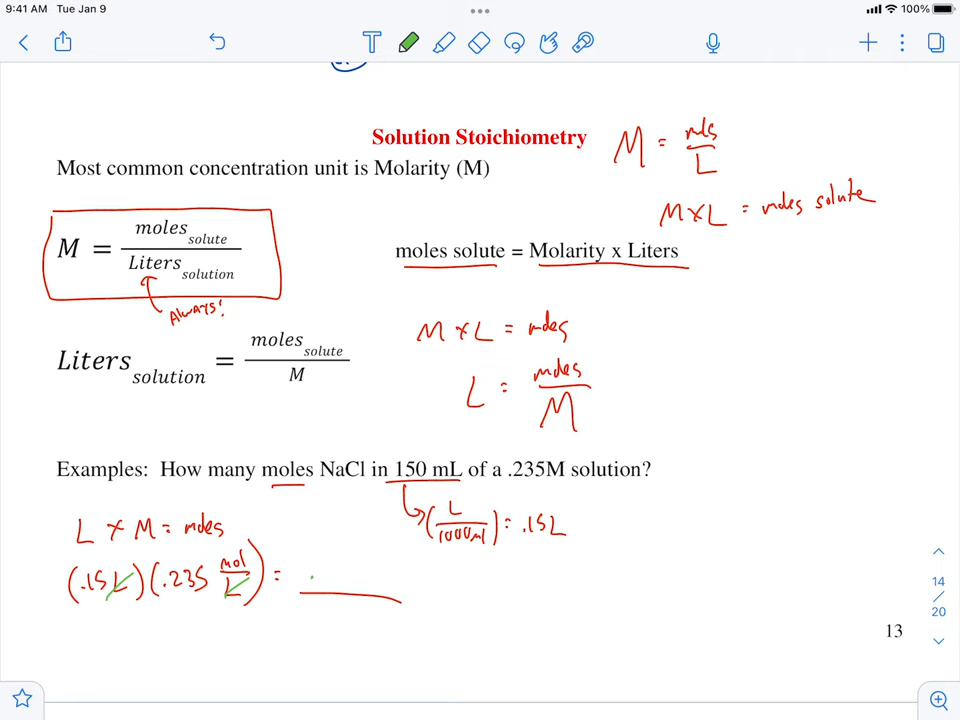 9:41 AM Tue Jan 9
100%
Solution Stoichiometry
M = mols / L
Most common concentration unit is Molarity (M)
M x L = moles solute
M = moles solute / Liters solution
moles solute = Molarity x Liters
Always!
M x L = moles
Liters solution = moles solute / M
L = moles / M
Examples: How many moles NaCl in 150 mL of a .235M solution?
L x M = moles
(L / 1000ml) = .15L
(.15L)(.235 mol / L) =
14
/
20
13